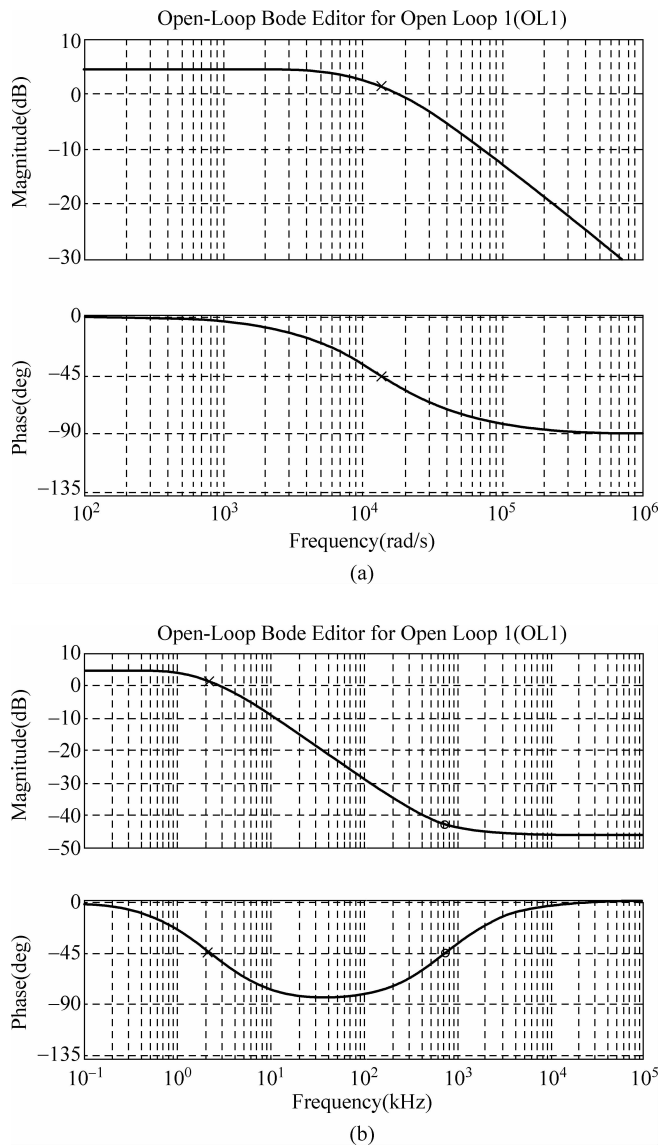 Open-Loop Bode Editor for Open Loop 1(OL1)
Magnitude(dB)
10
0
−10
−20
−30
Phase(deg)
0
−45
−90
−135
10^2 10^3 10^4 10^5 10^6
Frequency(rad/s)
(a)
Open-Loop Bode Editor for Open Loop 1(OL1)
Magnitude(dB)
10
0
−10
−20
−30
−40
−50
Phase(deg)
0
−45
−90
−135
10^−1 10^0 10^1 10^2 10^3 10^4 10^5
Frequency(kHz)
(b)